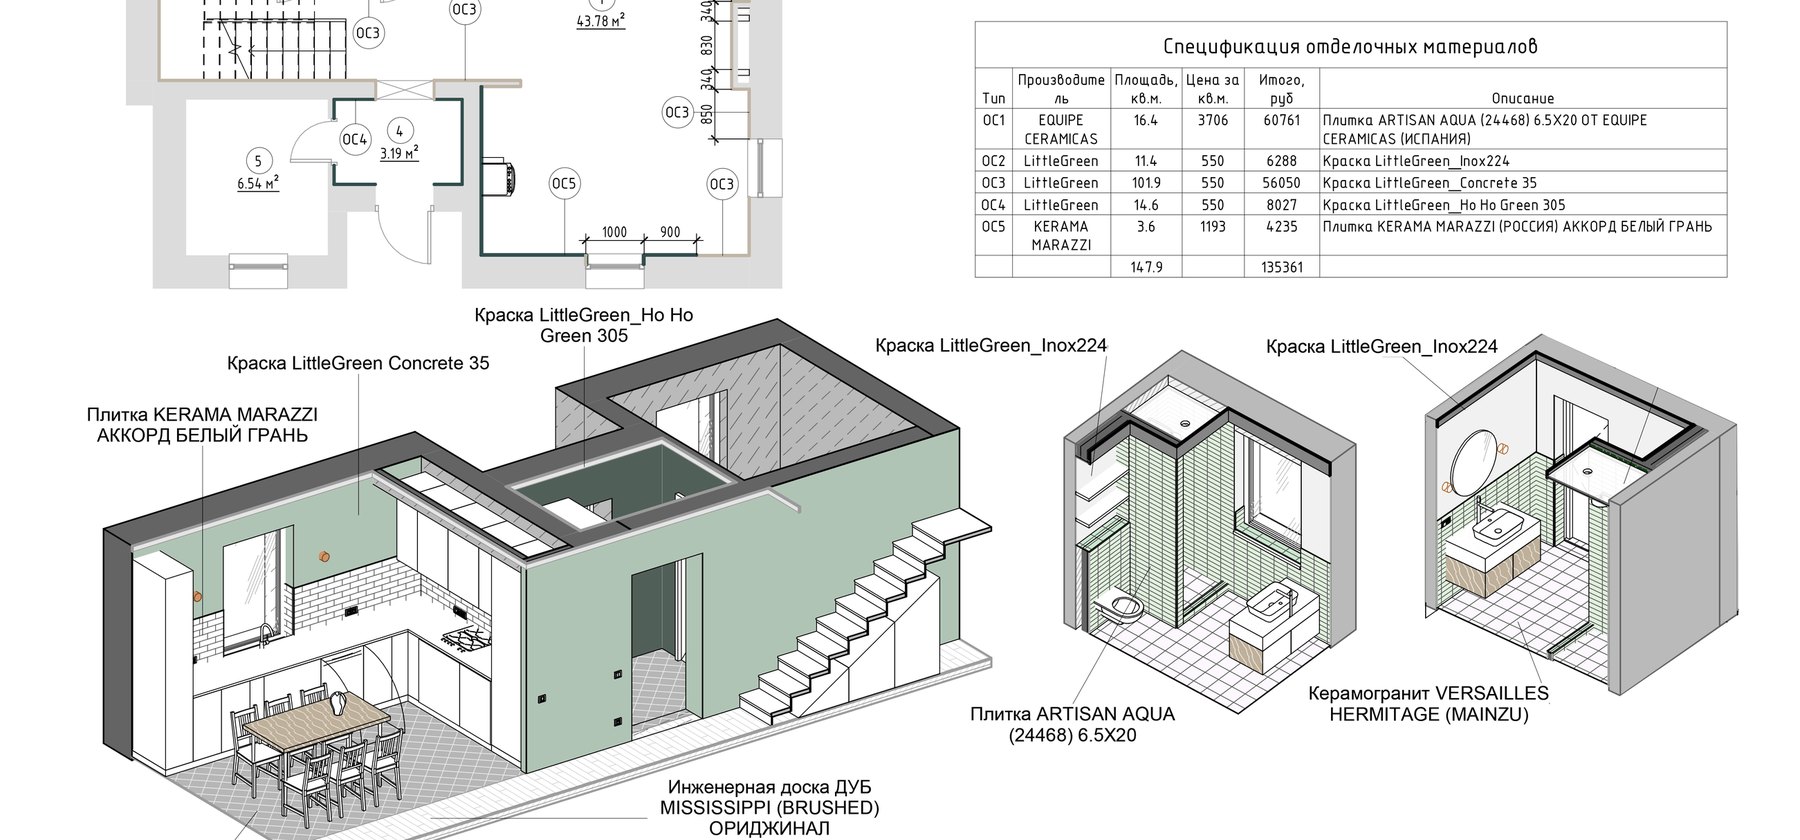 ОС3
ОС3
1
43.78 м²
340
830
340
850
ОС3
4
3.19 м²
ОС4
5
6.54 м²
ОС5
ОС3
1000
900
Спецификация отделочных материалов
Тип Производите ль Площадь, кв.м. Цена за кв.м. Итого, руб Описание
ОС1 EQUIPE CERAMICAS 16.4 3706 60761 Плитка ARTISAN AQUA (24468) 6.5X20 ОТ EQUIPE
CERAMICAS (ИСПАНИЯ)
ОС2 LittleGreen 11.4 550 6288 Краска LittleGreen_Inox224
ОС3 LittleGreen 101.9 550 56050 Краска LittleGreen_Concrete 35
ОС4 LittleGreen 14.6 550 8027 Краска LittleGreen_Ho Ho Green 305
ОС5 KERAMA MARAZZI 3.6 1193 4235 Плитка KERAMA MARAZZI (РОССИЯ) АККОРД БЕЛЫЙ ГРАНЬ
147.9 135361
Краска LittleGreen_Ho Ho
Green 305
Краска LittleGreen Concrete 35
Плитка KERAMA MARAZZI
АККОРД БЕЛЫЙ ГРАНЬ
Краска LittleGreen_Inox224
Краска LittleGreen_Inox224
Плитка ARTISAN AQUA
(24468) 6.5X20
Керамогранит VERSAILLES
HERMITAGE (MAINZU)
Инженерная доска ДУБ
MISSISSIPPI (BRUSHED)
ОРИДЖИНАЛ